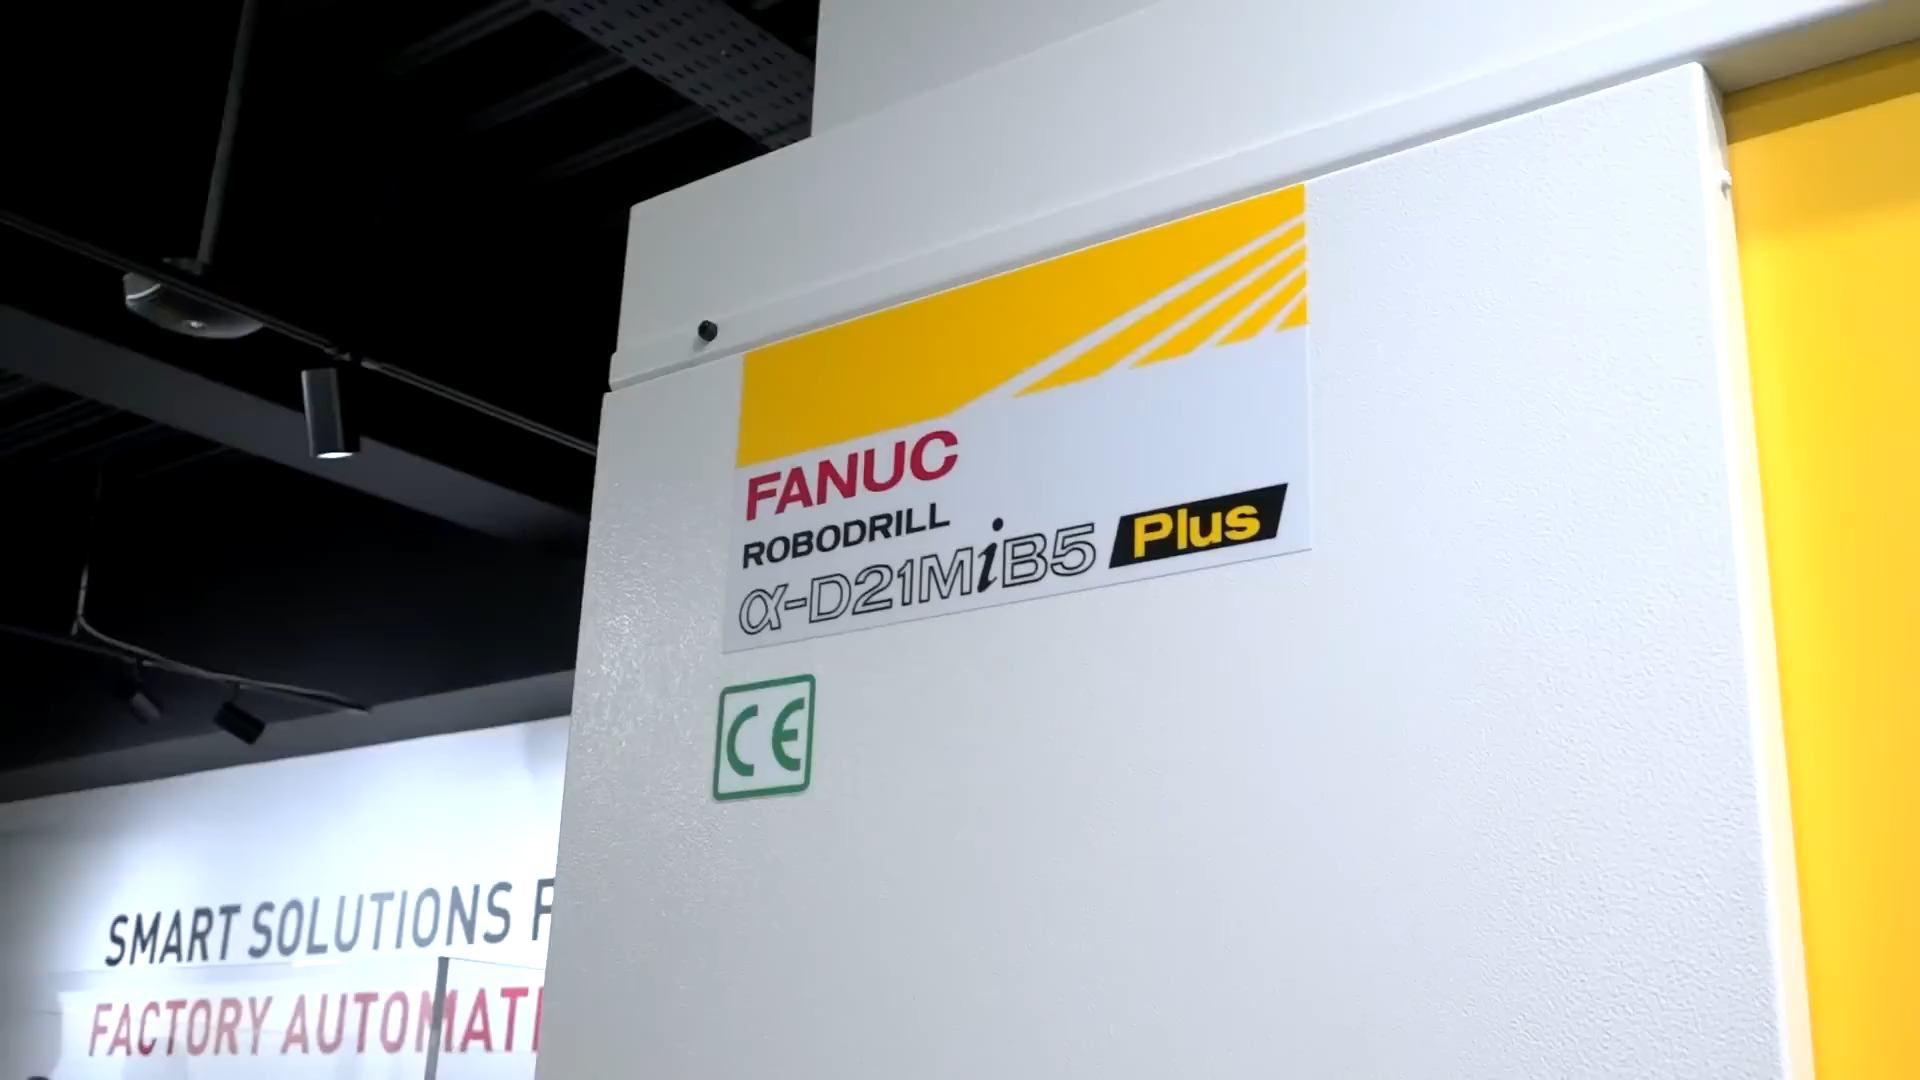 FANUC
ROBODRILL
α-D21MiB5 Plus
CE
SMART SOLUTIONS F
FACTORY AUTOMATI